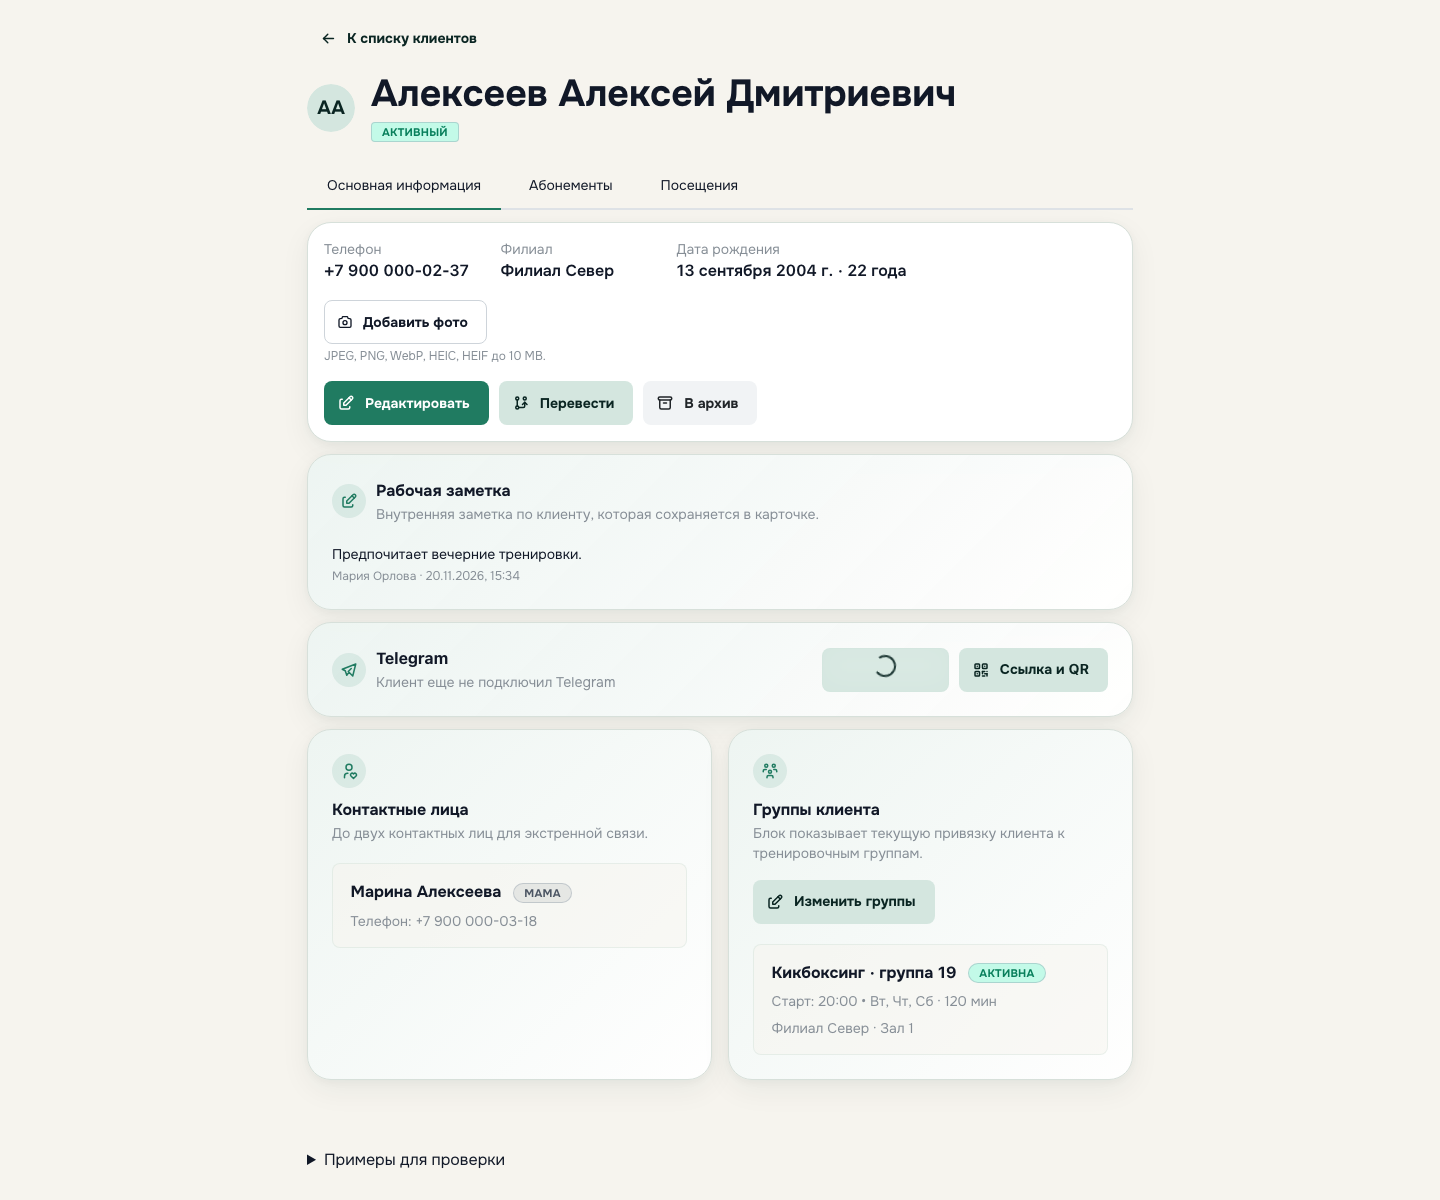 К списку клиентов
АА
Алексеев Алексей Дмитриевич
АКТИВНЫЙ
Основная информация
Абонементы
Посещения
Телефон
+7 900 000-02-37
Филиал
Филиал Север
Дата рождения
13 сентября 2004 г. · 22 года
Добавить фото
JPEG, PNG, WebP, HEIC, HEIF до 10 МВ.
Редактировать
Перевести
В архив
Рабочая заметка
Внутренняя заметка по клиенту, которая сохраняется в карточке.
Предпочитает вечерние тренировки.
Мария Орлова · 20.11.2026, 15:34
Telegram
Клиент еще не подключил Telegram
Ссылка и QR
Контактные лица
До двух контактных лиц для экстренной связи.
Марина Алексеева
МАМА
Телефон: +7 900 000-03-18
Группы клиента
Блок показывает текущую привязку клиента к
тренировочным группам.
Изменить группы
Кикбоксинг · группа 19
АКТИВНА
Старт: 20:00 • Вт, Чт, Сб · 120 мин
Филиал Север · Зал 1
Примеры для проверки